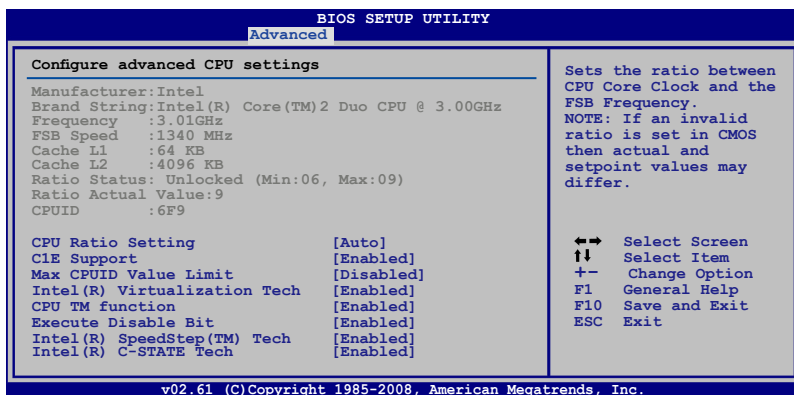 BIOS SETUP UTILITY
Advanced
Configure advanced CPU settings
Manufacturer:Intel
Brand String:Intel(R) Core(TM)2 Duo CPU @ 3.00GHz
Frequency :3.01GHz
FSB Speed :1340 MHz
Cache L1 :64 KB
Cache L2 :4096 KB
Ratio Status: Unlocked (Min:06, Max:09)
Ratio Actual Value:9
CPUID :6F9
CPU Ratio Setting [Auto]
C1E Support [Enabled]
Max CPUID Value Limit [Disabled]
Intel(R) Virtualization Tech [Enabled]
CPU TM function [Enabled]
Execute Disable Bit [Enabled]
Intel(R) SpeedStep(TM) Tech [Enabled]
Intel(R) C-STATE Tech [Enabled]
Sets the ratio between
CPU Core Clock and the
FSB Frequency.
NOTE: If an invalid
ratio is set in CMOS
then actual and
setpoint values may
differ.
←→ Select Screen
↑↓ Select Item
+- Change Option
F1 General Help
F10 Save and Exit
ESC Exit
v02.61 (C)Copyright 1985-2008, American Megatrends, Inc.